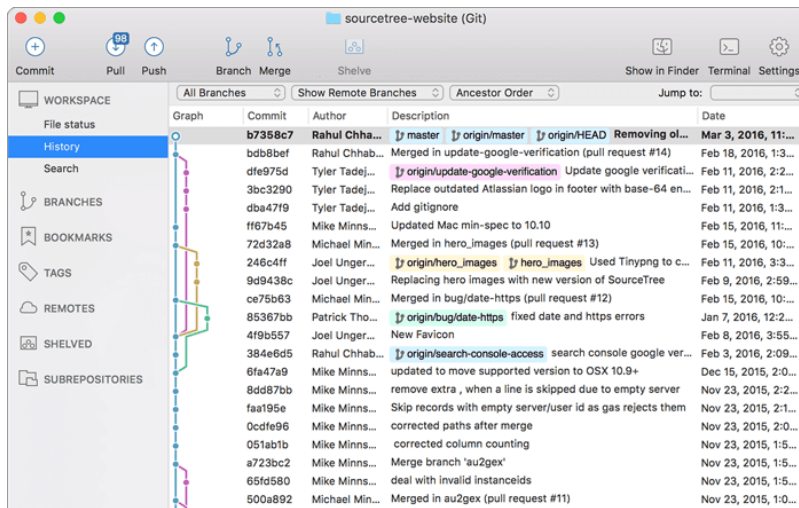 sourcetree-website (Git)
98
Commit Pull Push Branch Merge Shelve Show in Finder Terminal Settings
WORKSPACE
File status
History
Search
BRANCHES
BOOKMARKS
TAGS
REMOTES
SHELVED
SUBREPOSITORIES
All Branches Show Remote Branches Ancestor Order Jump to:
Graph Commit Author Description Date
b7358c7 Rahul Chha... master origin/master origin/HEAD Removing ol... Mar 3, 2016, 11:...
bdb8bef Rahul Chhab... Merged in update-google-verification (pull request #14) Feb 18, 2016, 1:3...
dfe975d Tyler Tadej... origin/update-google-verification Update google verificati... Feb 11, 2016, 2:2...
3bc3290 Tyler Tadej... Replace outdated Atlassian logo in footer with base-64 en... Feb 11, 2016, 2:1...
dba47f9 Tyler Tadej... Add gitignore Feb 11, 2016, 1:3...
ff67b45 Mike Minns... Updated Mac min-spec to 10.10 Feb 15, 2016, 11:...
72d32a8 Michael Min... Merged in hero_images (pull request #13) Feb 15, 2016, 10:...
246c4ff Joel Unger... origin/hero_images hero_images Used Tinypng to c... Feb 11, 2016, 3:3...
9d9438c Joel Unger... Replacing hero images with new version of SourceTree Feb 9, 2016, 2:59...
ce75b63 Michael Min... Merged in bug/date-https (pull request #12) Feb 15, 2016, 10:...
85367bb Patrick Tho... origin/bug/date-https fixed date and https errors Jan 7, 2016, 12:2...
4f9b557 Joel Unger... New Favicon Feb 8, 2016, 3:55...
384e6d5 Rahul Chhab... origin/search-console-access search console google ver... Feb 3, 2016, 2:09...
6fa47a9 Mike Minns... updated to move supported version to OSX 10.9+ Dec 15, 2015, 2:0...
8dd87bb Mike Minns... remove extra , when a line is skipped due to empty server Nov 23, 2015, 2:2...
faa195e Mike Minns... Skip records with empty server/user id as gas rejects them Nov 23, 2015, 2:1...
0cdfe96 Mike Minns... corrected paths after merge Nov 23, 2015, 2:0...
051ab1b Mike Minns... corrected column counting Nov 23, 2015, 1:5...
a723bc2 Mike Minns... Merge branch 'au2gex' Nov 23, 2015, 1:5...
65fd580 Mike Minns... deal with invalid instanceids Nov 23, 2015, 1:5...
500a892 Michael Min... Merged in au2gex (pull request #11) Nov 23, 2015, 1:5...